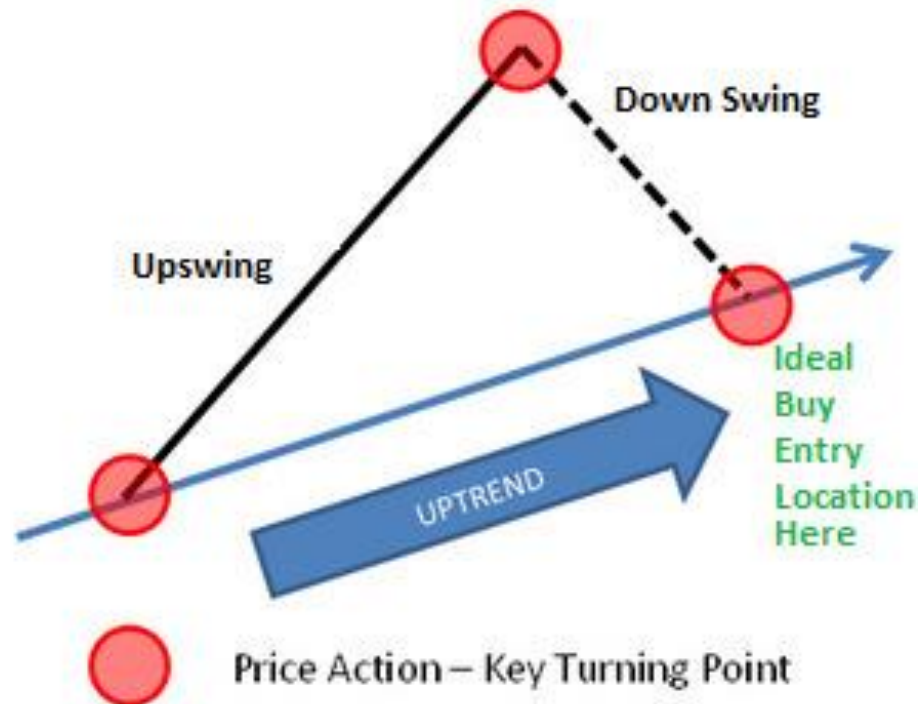 Down Swing
Upswing
Ideal
Buy
Entry
Location
Here
UPTREND
Price Action – Key Turning Point